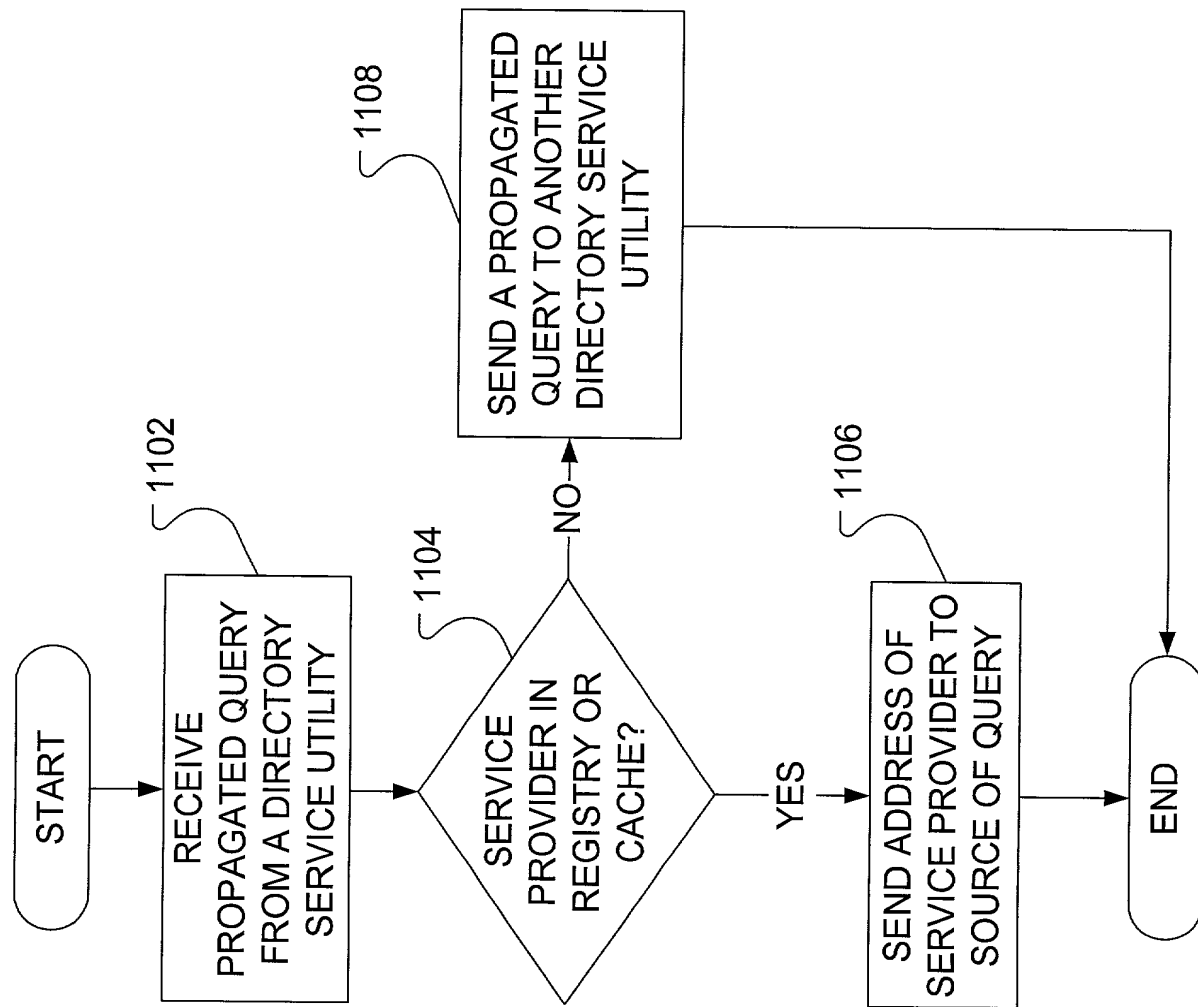 START
1102
RECEIVE
PROPAGATED QUERY
FROM A DIRECTORY
SERVICE UTILITY
1104
SERVICE
PROVIDER IN
REGISTRY OR
CACHE?
NO
1108
SEND A PROPAGATED
QUERY TO ANOTHER
DIRECTORY SERVICE
UTILITY
YES
1106
SEND ADDRESS OF
SERVICE PROVIDER TO
SOURCE OF QUERY
END